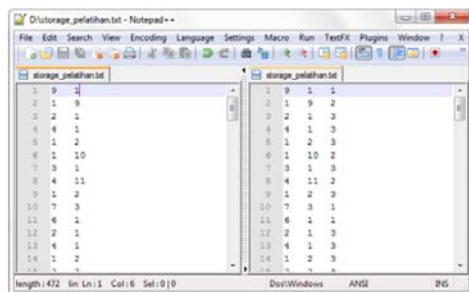 D:\storage_pelatihan.txt - Notepad++
File Edit Search View Encoding Language Settings Macro Run TextFX Plugins Window ? X
storage_pelatihan.txt
1 9 1
2 1 9
3 2 1
4 4 1
5 1 2
6 1 10
7 3 1
8 4 11
9 1 2
10 7 3
11 6 1
12 2 1
13 4 1
14 1 2
storage_pelatihan.txt
1 9 1 1
2 1 9 2
3 2 1 3
4 4 1 3
5 1 2 3
6 1 10 2
7 3 1 3
8 4 11 2
9 1 2 3
10 7 3 1
11 6 1 1
12 2 1 3
13 4 1 3
14 1 2 3
length : 472 lin Ln : 1 Col : 6 Sel : 0 | 0 Dos\Windows ANSI INS